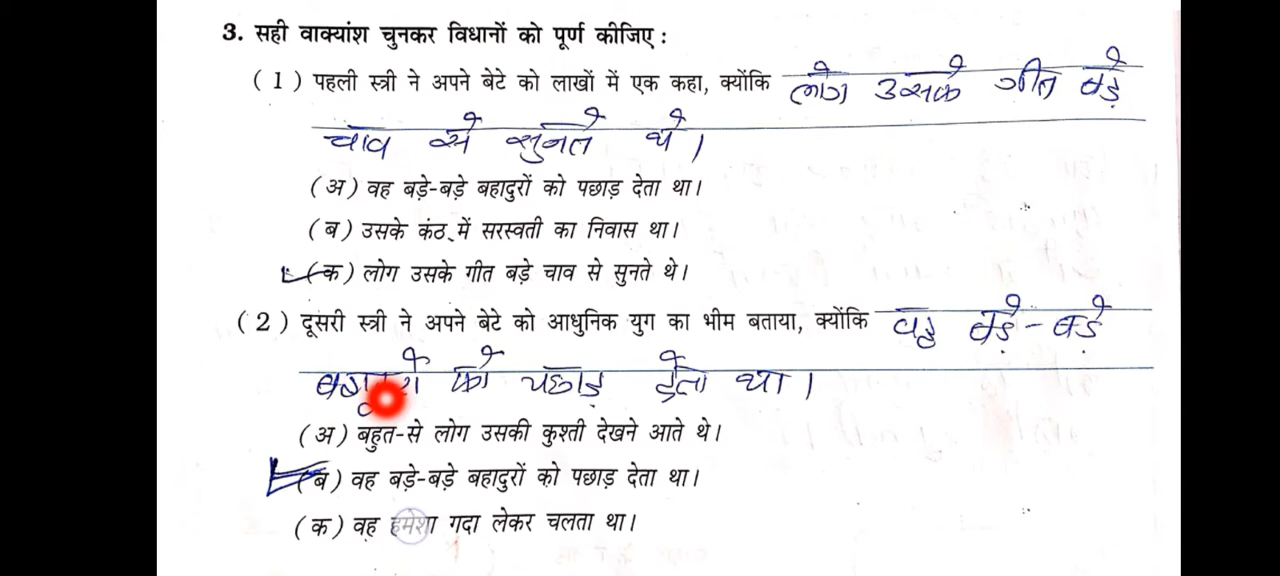 3. सही वाक्यांश चुनकर विधानों को पूर्ण कीजिए :
( 1 ) पहली स्त्री ने अपने बेटे को लाखों में एक कहा, क्योंकि लोग उसके गीत बड़े
चाव से सुनते थे।
(अ) वह बड़े-बड़े बहादुरों को पछाड़ देता था।
(ब) उसके कंठ में सरस्वती का निवास था।
(क) लोग उसके गीत बड़े चाव से सुनते थे।
( 2 ) दूसरी स्त्री ने अपने बेटे को आधुनिक युग का भीम बताया, क्योंकि वह बड़े-बड़े
को पछाड़ देता था।
(अ) बहुत-से लोग उसकी कुश्ती देखने आते थे।
(ब) वह बड़े-बड़े बहादुरों को पछाड़ देता था।
(क) वह हमेशा गदा लेकर चलता था।